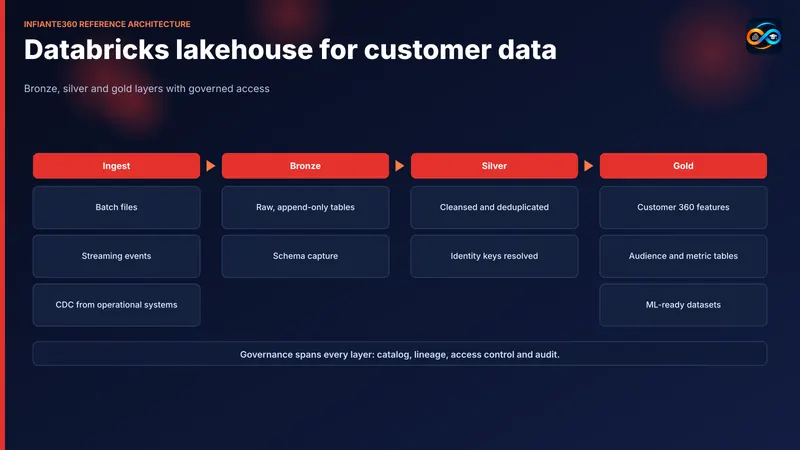 INFIANTE360 REFERENCE ARCHITECTURE
Databricks lakehouse for customer data
Bronze, silver and gold layers with governed access
Ingest
Batch files
Streaming events
CDC from operational systems
Bronze
Raw, append-only tables
Schema capture
Silver
Cleansed and deduplicated
Identity keys resolved
Gold
Customer 360 features
Audience and metric tables
ML-ready datasets
Governance spans every layer: catalog, lineage, access control and audit.